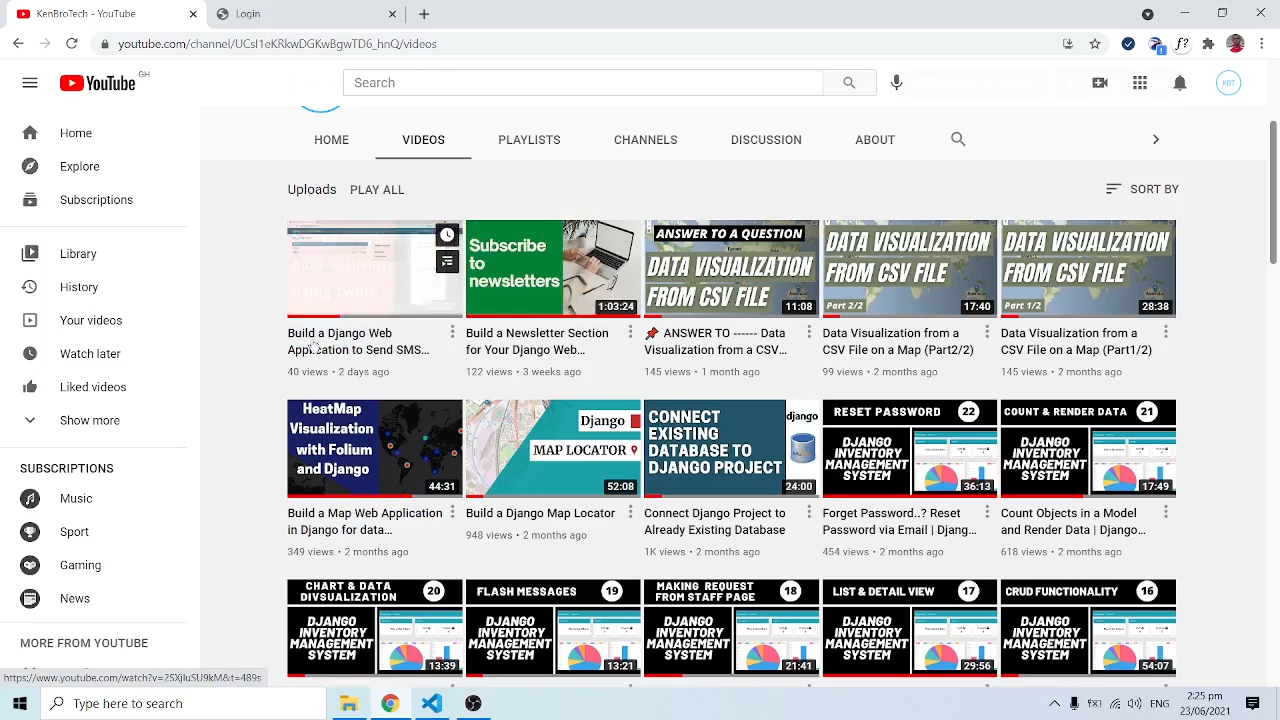 KenBroTech - YouTube
Login
youtube.com/channel/UCsIrtMDGKwBgwTD6_hnQ/videos
YouTube GH
Search
KBT
Home
Explore
Subscriptions
Library
History
Your videos
Watch later
Liked videos
Show more
SUBSCRIPTIONS
Music
Sport
Gaming
News
MORE FROM YOUTUBE
HOME VIDEOS PLAYLISTS CHANNELS DISCUSSION ABOUT
Uploads PLAY ALL SORT BY
Build a Django Web
Application to Send SMS...
40 views • 2 days ago
Subscribe
to
newsletters
1:03:24
Build a Newsletter Section
for Your Django Web...
122 views • 3 weeks ago
ANSWER TO A QUESTION
DATA VISUALIZATION
FROM CSV FILE
11:08
📌 ANSWER TO ------ Data
Visualization from a CSV...
145 views • 1 month ago
DATA VISUALIZATION
FROM CSV FILE
Part 2/2
17:40
Data Visualization from a
CSV File on a Map (Part2/2)
99 views • 2 months ago
DATA VISUALIZATION
FROM CSV FILE
Part 1/2
28:38
Data Visualization from a
CSV File on a Map (Part1/2)
145 views • 2 months ago
HeatMap
Visualization
with Folium
and Django
44:31
Build a Map Web Application
in Django for data...
349 views • 2 months ago
Django
MAP LOCATOR
52:08
Build a Django Map Locator
948 views • 2 months ago
CONNECT
EXISTING
DATABASE TO
DJANGO PROJECT
django
24:00
Connect Django Project to
Already Existing Database
1K views • 2 months ago
RESET PASSWORD 22
DJANGO
INVENTORY
MANAGEMENT
SYSTEM
36:13
Forget Password..? Reset
Password via Email | Djang...
454 views • 2 months ago
COUNT & RENDER DATA 21
DJANGO
INVENTORY
MANAGEMENT
SYSTEM
17:49
Count Objects in a Model
and Render Data | Django...
618 views • 2 months ago
CHART & DATA
DIVSUALIZATION 20
DJANGO
INVENTORY
MANAGEMENT
SYSTEM
13:39
FLASH MESSAGES 19
DJANGO
INVENTORY
MANAGEMENT
SYSTEM
13:21
MAKING REQUEST
FROM STAFF PAGE 18
DJANGO
INVENTORY
MANAGEMENT
SYSTEM
21:41
LIST & DETAIL VIEW 17
DJANGO
INVENTORY
MANAGEMENT
SYSTEM
29:56
CRUD FUNCTIONALITY 16
DJANGO
INVENTORY
MANAGEMENT
SYSTEM
54:07
Type here to search
ENG
2:25 pm
23/06/2021